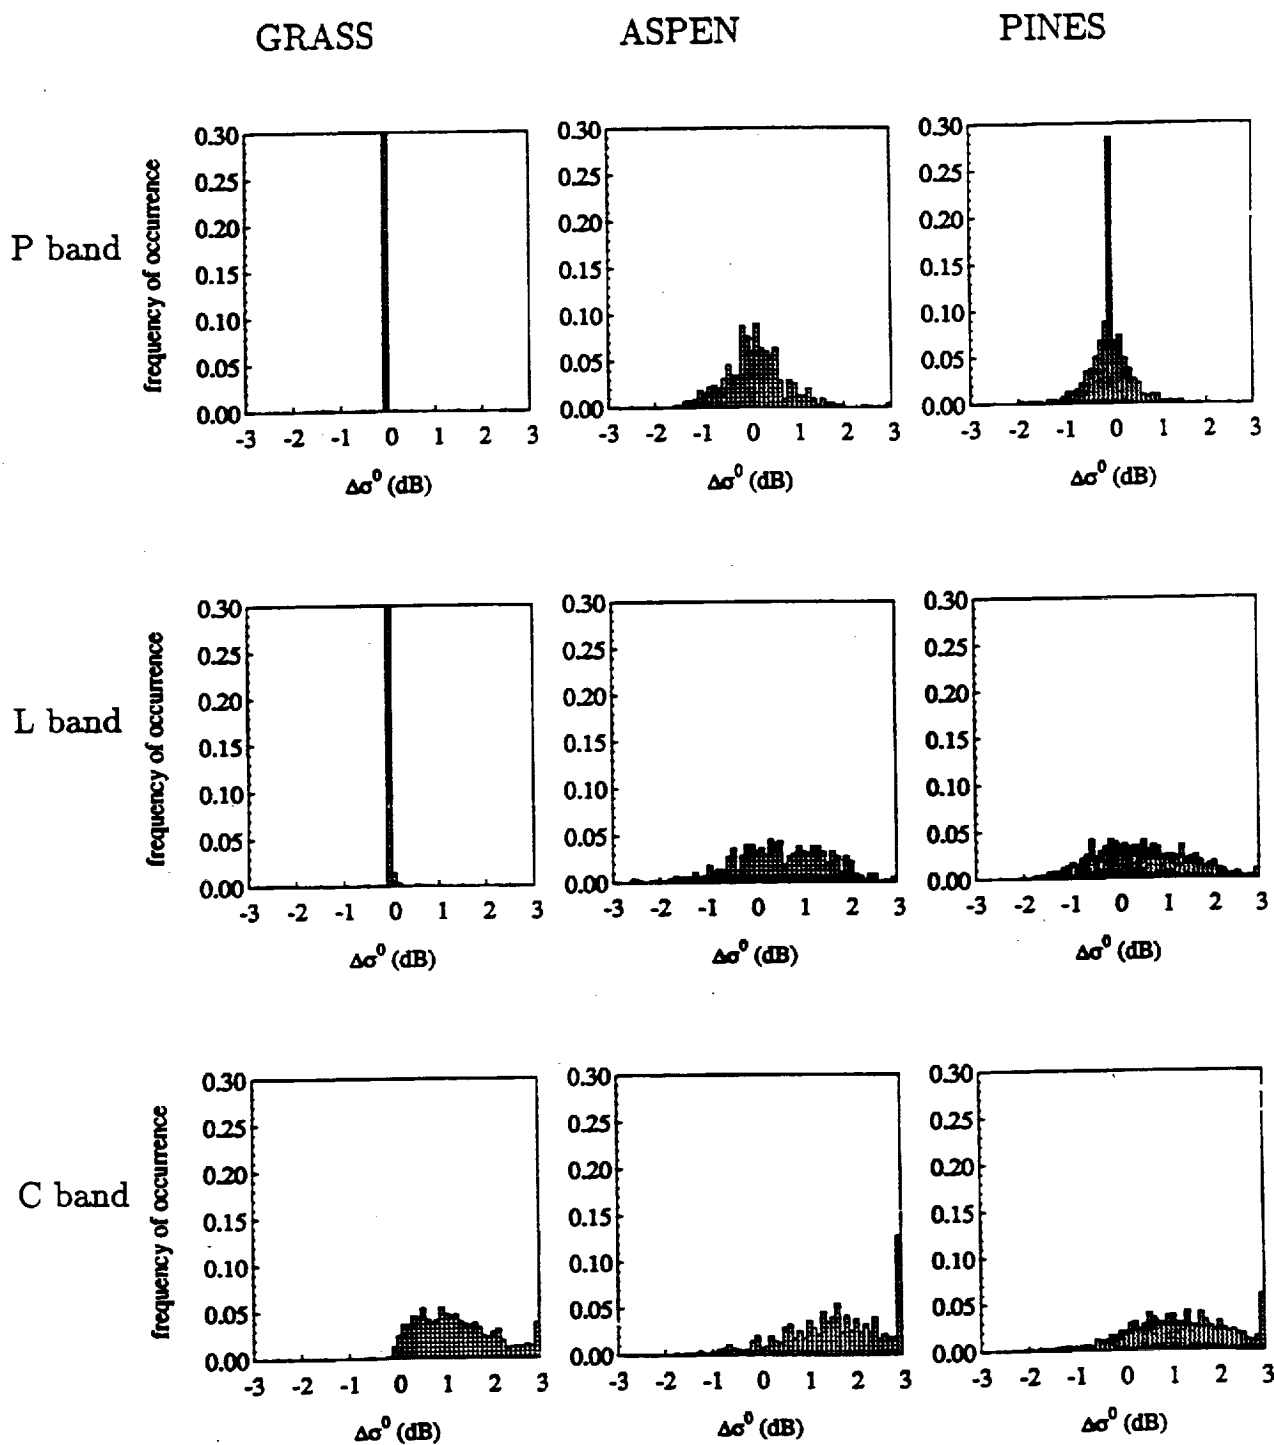 GRASS ASPEN PINES
P band
frequency of occurrence
0.30 0.30 0.30
0.25 0.25 0.25
0.20 0.20 0.20
0.15 0.15 0.15
0.10 0.10 0.10
0.05 0.05 0.05
0.00 0.00 0.00
-3 -2 -1 0 1 2 3 -3 -2 -1 0 1 2 3 -3 -2 -1 0 1 2 3
Δσ⁰ (dB) Δσ⁰ (dB) Δσ⁰ (dB)
L band
frequency of occurrence
0.30 0.30 0.30
0.25 0.25 0.25
0.20 0.20 0.20
0.15 0.15 0.15
0.10 0.10 0.10
0.05 0.05 0.05
0.00 0.00 0.00
-3 -2 -1 0 1 2 3 -3 -2 -1 0 1 2 3 -3 -2 -1 0 1 2 3
Δσ⁰ (dB) Δσ⁰ (dB) Δσ⁰ (dB)
C band
frequency of occurrence
0.30 0.30 0.30
0.25 0.25 0.25
0.20 0.20 0.20
0.15 0.15 0.15
0.10 0.10 0.10
0.05 0.05 0.05
0.00 0.00 0.00
-3 -2 -1 0 1 2 3 -3 -2 -1 0 1 2 3 -3 -2 -1 0 1 2 3
Δσ⁰ (dB) Δσ⁰ (dB) Δσ⁰ (dB)